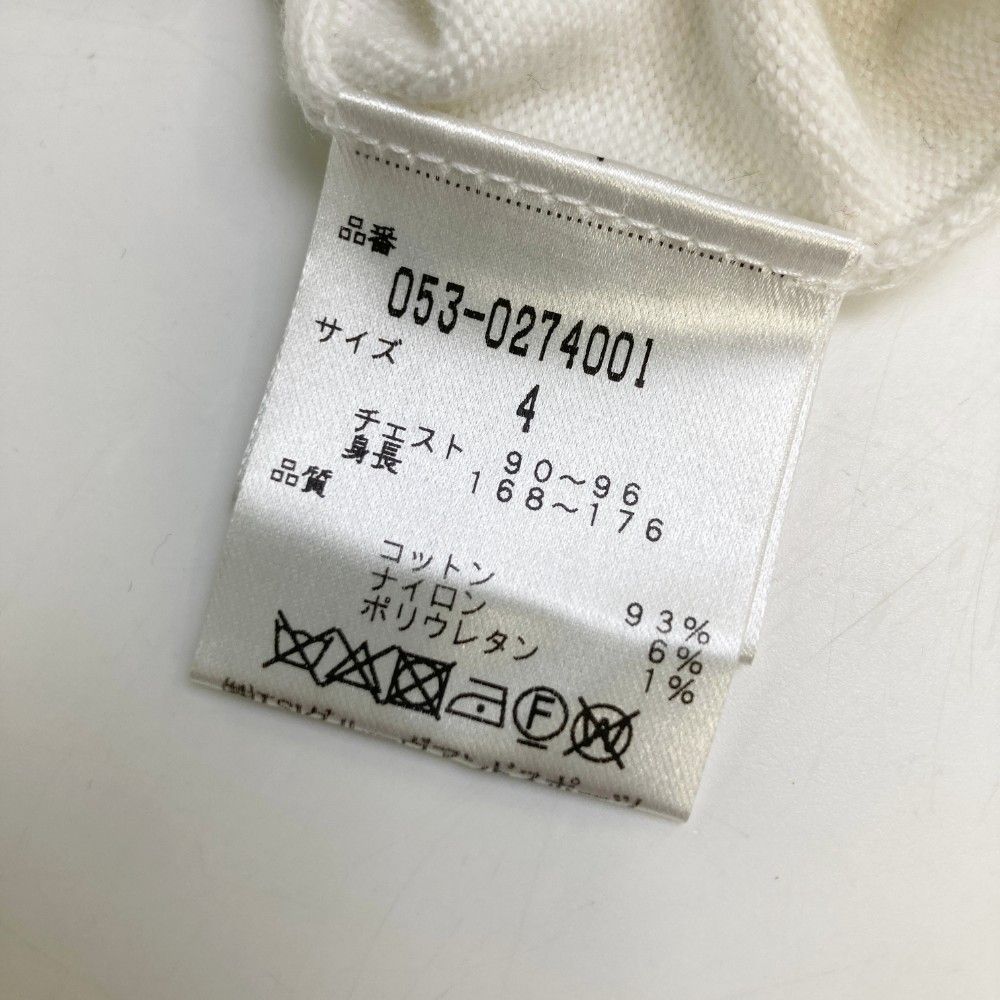 品番
053-0274001
サイズ
4
チェスト 90～96
身長 168～176
品質
コットン 93%
ナイロン 6%
ポリウレタン 1%
F
W